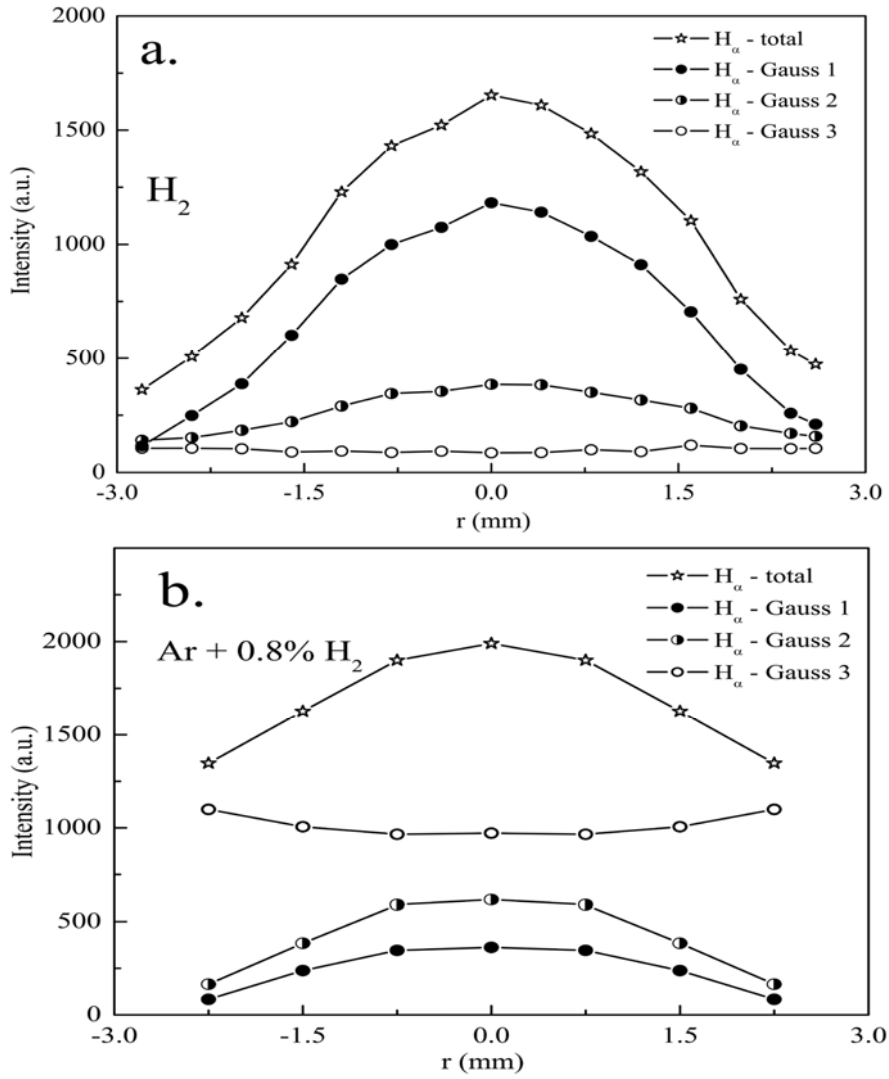 a.
H₂
Hα - total
Hα - Gauss 1
Hα - Gauss 2
Hα - Gauss 3
Intensity (a.u.)
2000
1500
1000
500
0
-3.0 -1.5 0.0 1.5 3.0
r (mm)
b.
Ar + 0.8% H₂
Hα - total
Hα - Gauss 1
Hα - Gauss 2
Hα - Gauss 3
Intensity (a.u.)
2000
1500
1000
500
0
-3.0 -1.5 0.0 1.5 3.0
r (mm)